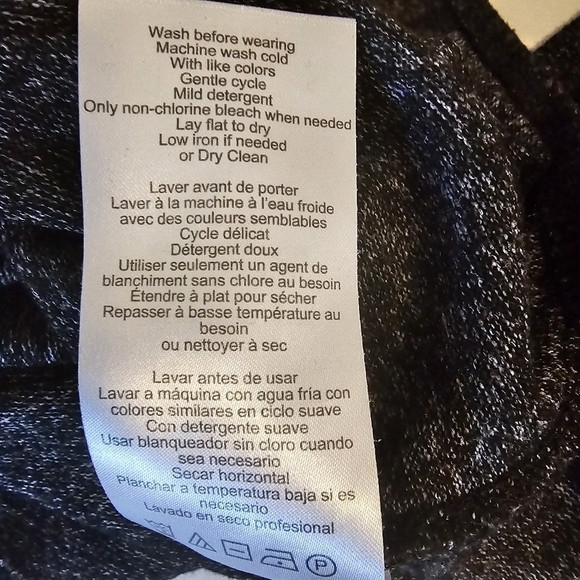 Wash before wearing
Machine wash cold
With like colors
Gentle cycle
Mild detergent
Only non-chlorine bleach when needed
Lay flat to dry
Low iron if needed
or Dry Clean
Laver avant de porter
Laver à la machine à l'eau froide
avec des couleurs semblables
Cycle délicat
Détergent doux
Utiliser seulement un agent de
blanchiment sans chlore au besoin
Étendre à plat pour sécher
Repasser à basse température au
besoin
ou nettoyer à sec
Lavar antes de usar
Lavar a máquina con agua fría con
colores similares en ciclo suave
Con detergente suave
Usar blanqueador sin cloro cuando
sea necesario
Secar horizontal
Planchar a temperatura baja si es
necesario
Lavado en seco profesional
P